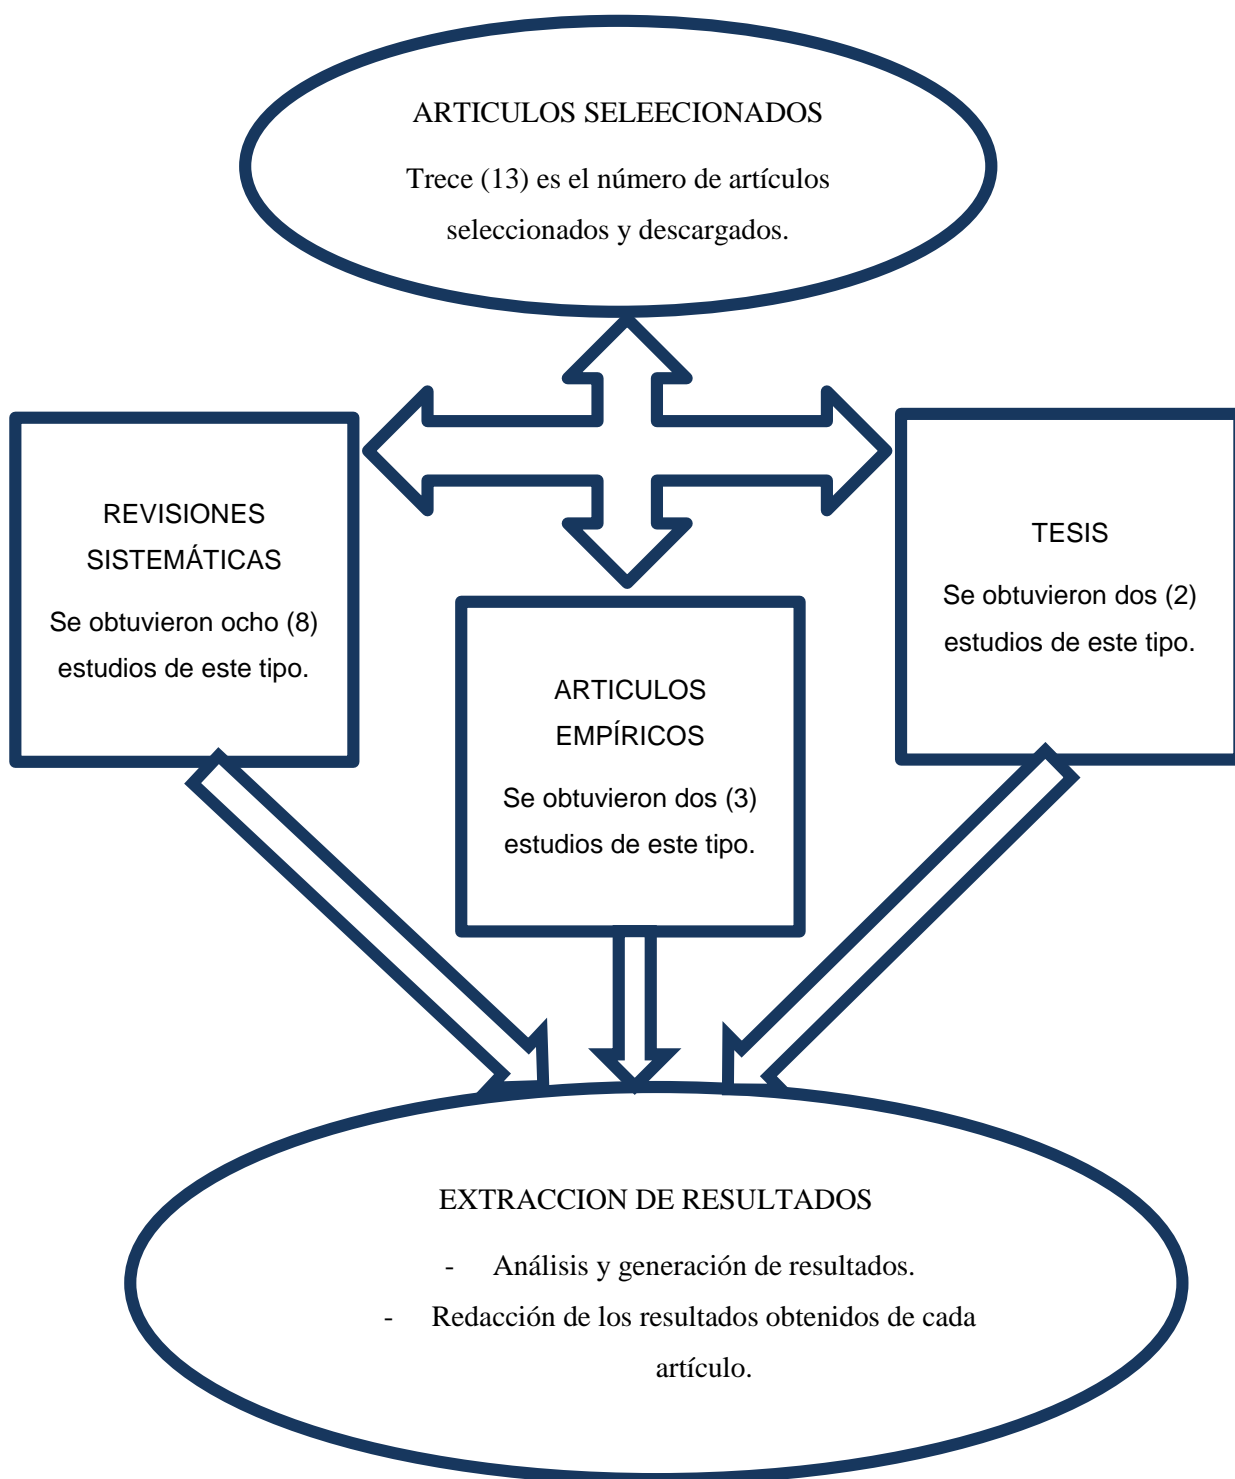 ARTICULOS SELEECIONADOS
Trece (13) es el número de artículos
seleccionados y descargados.
REVISIONES
SISTEMÁTICAS
Se obtuvieron ocho (8)
estudios de este tipo.
ARTICULOS
EMPÍRICOS
Se obtuvieron dos (3)
estudios de este tipo.
TESIS
Se obtuvieron dos (2)
estudios de este tipo.
EXTRACCION DE RESULTADOS
- Análisis y generación de resultados.
- Redacción de los resultados obtenidos de cada
artículo.